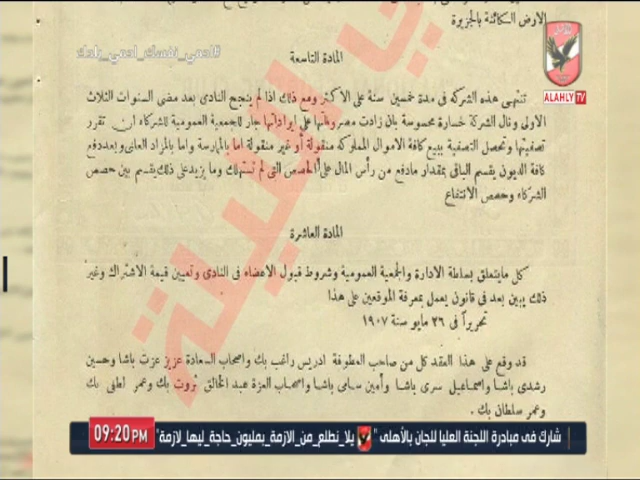 الارض الكائنة بالجزيرة
المادة التاسعة
تنتهى هذه الشركه فى مدة خمسين سنة على الاكثر ومع ذلك اذا لم ينجح النادى بعد مضى السنوات الثلاث
الاولى ونال الشركة خسارة محسوسة بان زادت مصروفاتها على ايراداتها جاز للجمعية العمومية للشركاء ان تقرر
تصفيتها وتحصل التصفية ببيع كافة الاموال المملوكه منقولة أو غير منقولة اما بالممارسة واما بالمزاد العلنى وبعد دفع
كافة الديون يقسم الباقى بمقدار مادفع من رأس المال على الحصص التى لم تستهلك وما يزيد على ذلك يقسم بين حصص
الشركاء وحصص الانتفاع
المادة العاشرة
كل مايتعلق بسلطة الادارة والجمعية العمومية وشروط قبول الاعضاء فى النادى وتعيين قيمة الاشتراك وغير
ذلك يبين بعد فى قانون يعمل بمعرفة الموقعين على هذا
تحريراً فى ٢٦ مايو سنة ١٩٠٧
قد وقع على هذا العقد كل من صاحب العطوفة ادريس راغب بك واصحاب السعادة عزيز عزت باشا وحسين
رشدى باشا واسماعيل سرى باشا وأمين سامى باشا واصحاب العزة عبد الخالق ثروت بك وعمر لطفى بك
وعمر سلطان بك .
#احمي_نفسك_احمي_بلدك
ALAHLY TV
شارك فى مبادرة اللجنة العليا للجان بالأهلى " يلا_نطلع_من_الازمة_بمليون_حاجة_ليها_لازمة"
09:20 PM